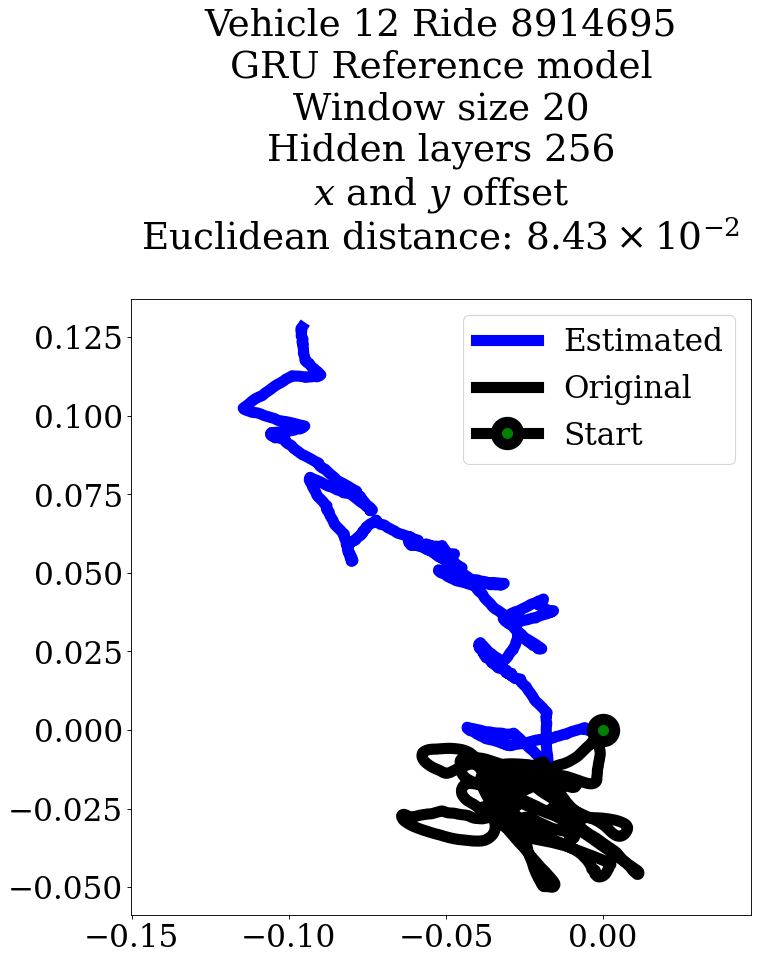 Vehicle 12 Ride 8914695
GRU Reference model
Window size 20
Hidden layers 256
x and y offset
Euclidean distance: 8.43 × 10⁻²
Estimated
Original
Start
0.125
0.100
0.075
0.050
0.025
0.000
−0.025
−0.050
−0.15 −0.10 −0.05 0.00